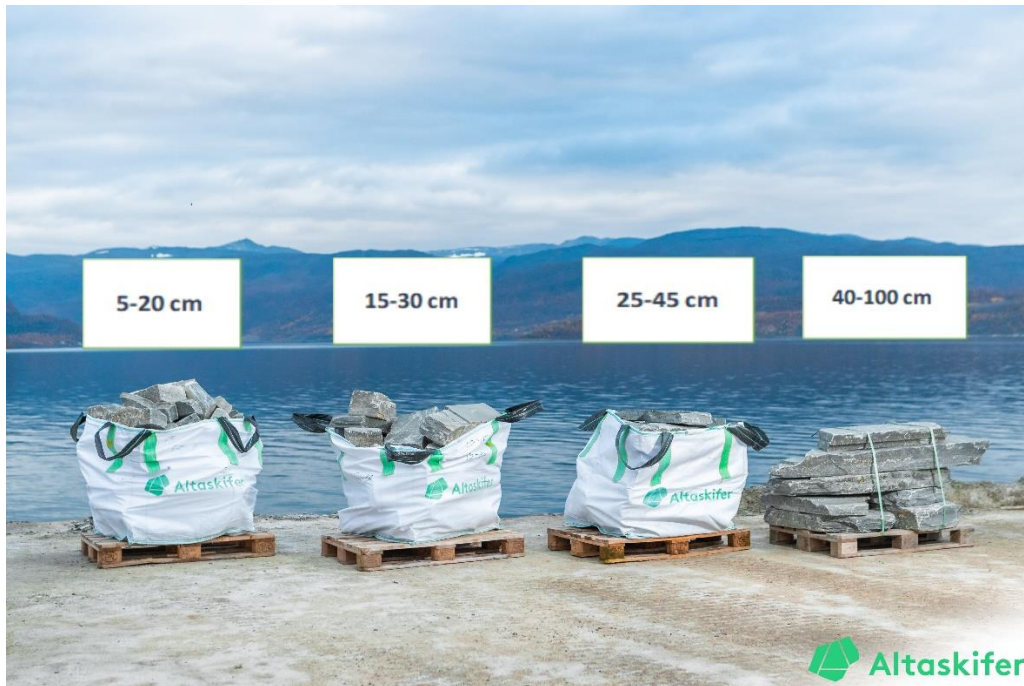 5-20 cm
15-30 cm
25-45 cm
40-100 cm
Altaskifer
Altaskifer
Altaskifer
Altaskifer